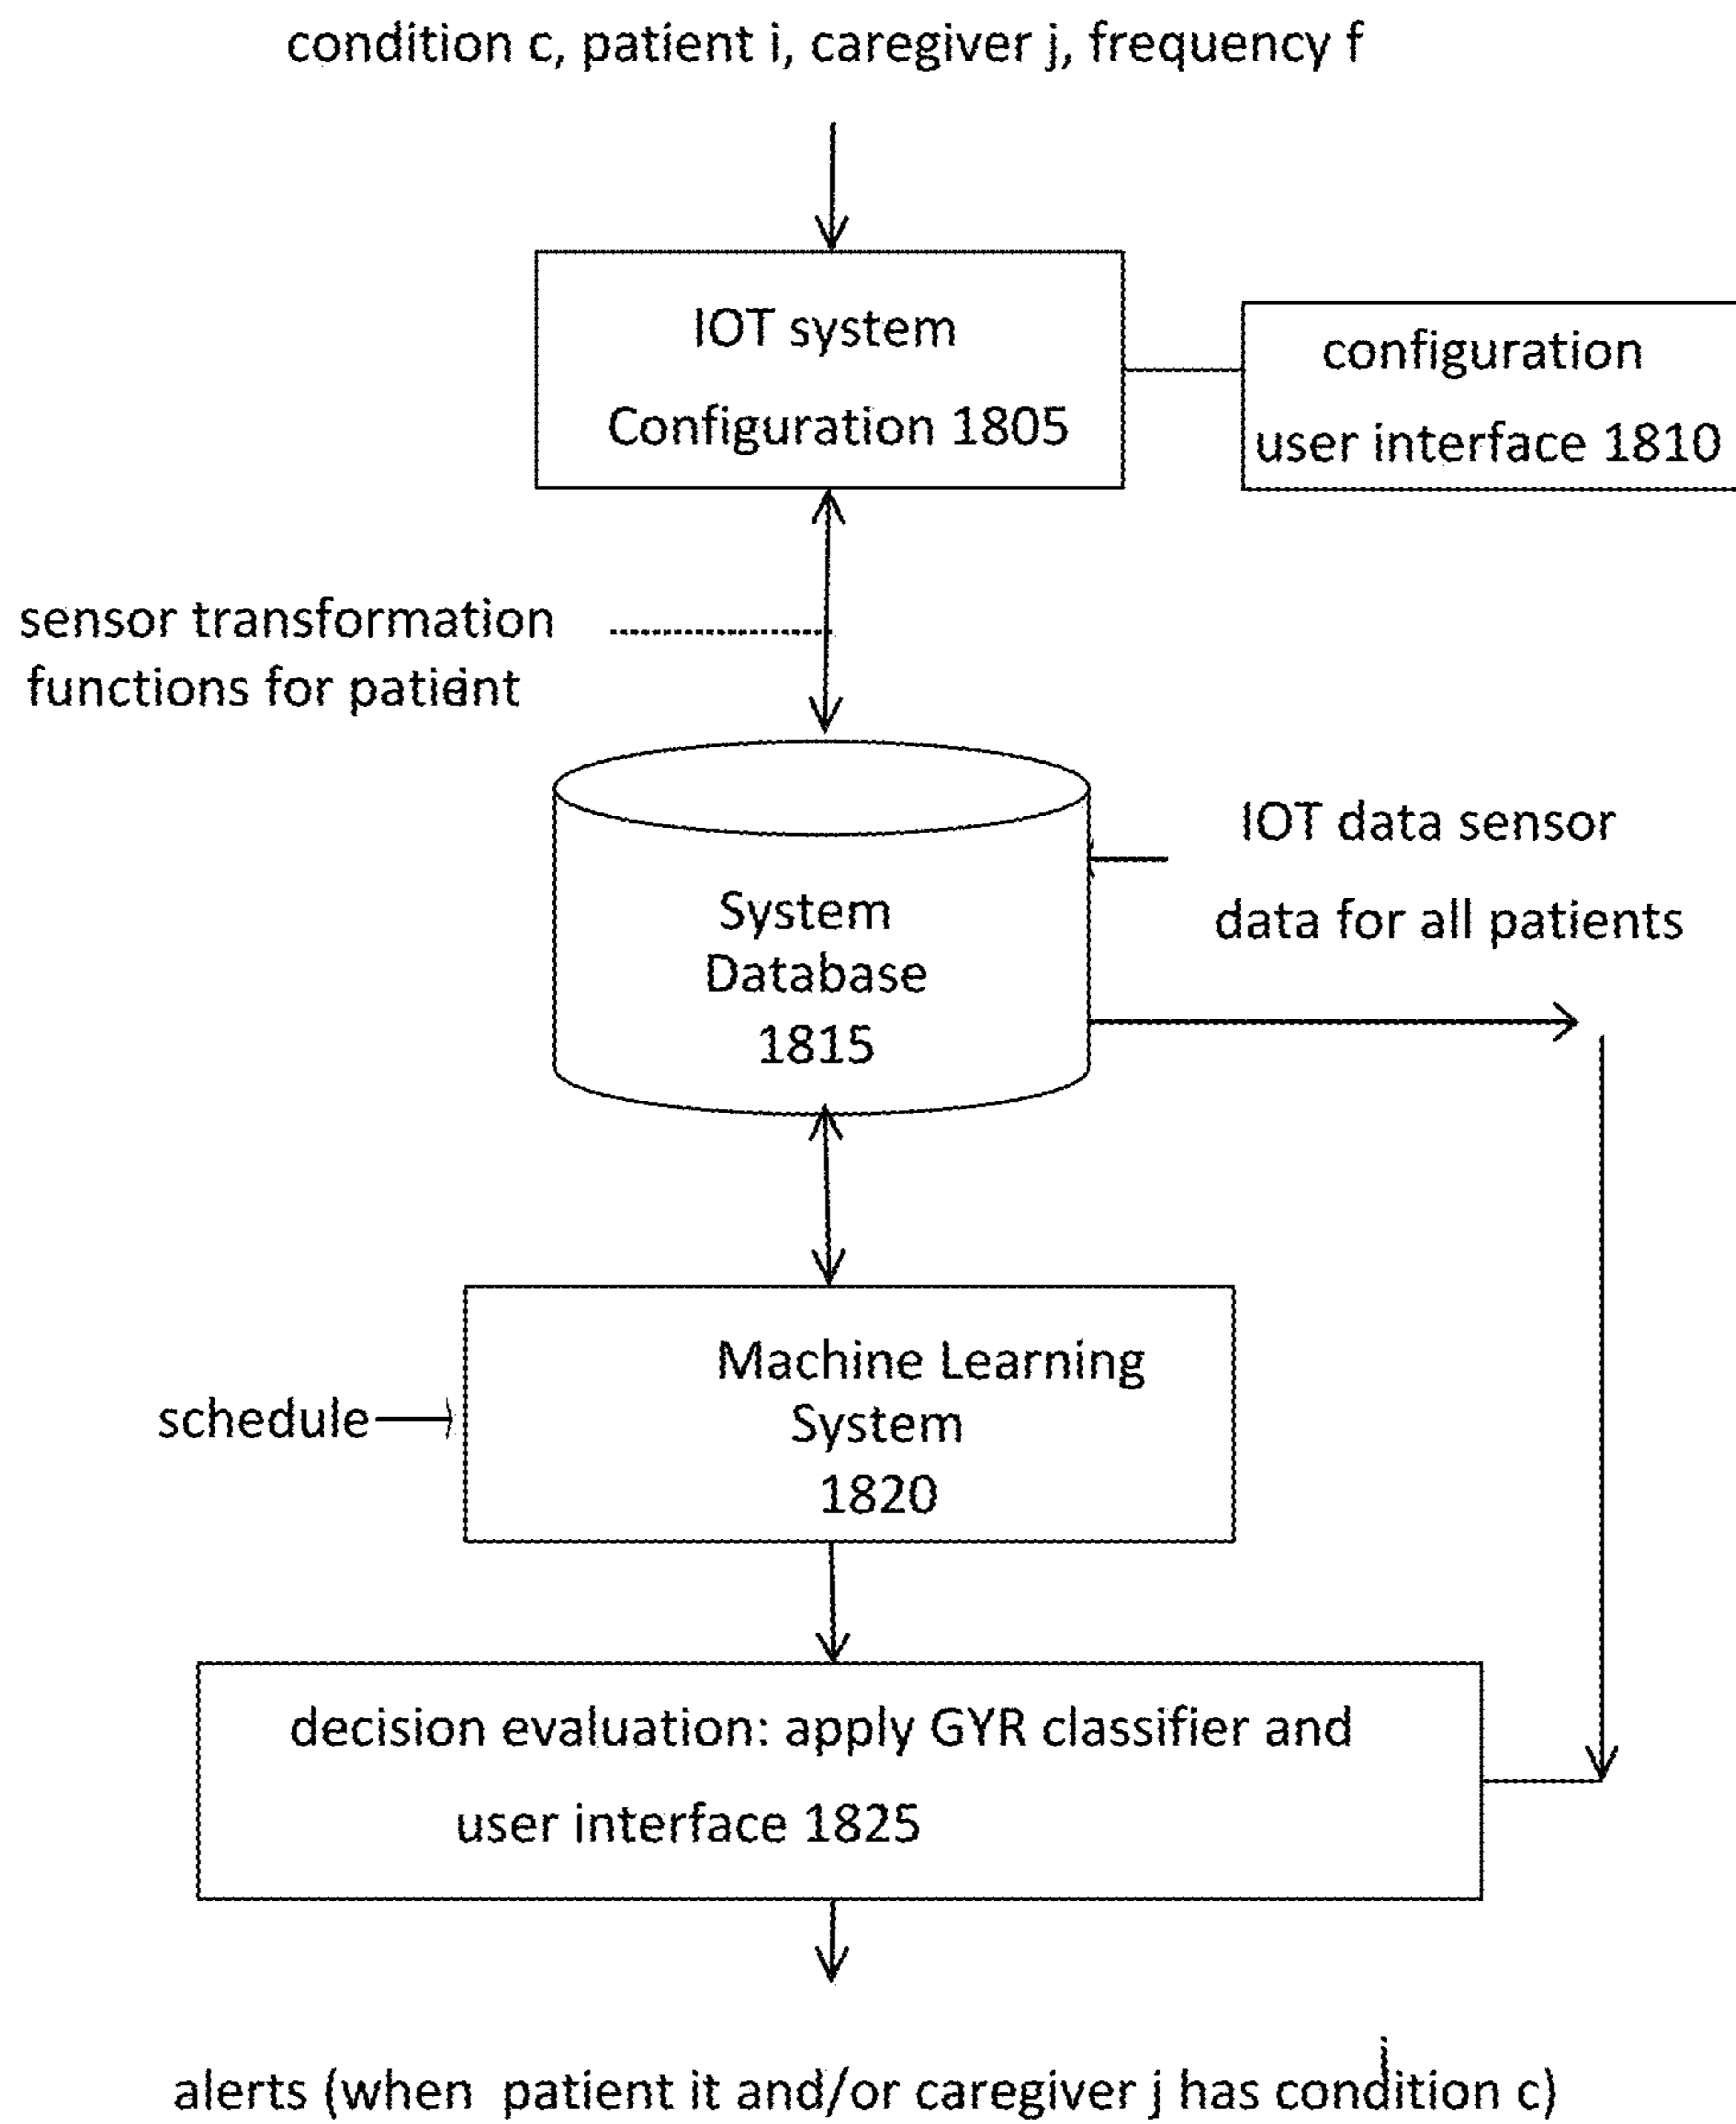 condition c, patient i, caregiver j, frequency f
IOT system
Configuration 1805
configuration
user interface 1810
sensor transformation
functions for patient
i
IOT data sensor
data for all patients
System
Database
1815
Machine Learning
System
1820
schedule
decision evaluation: apply GYR classifier and
user interface 1825
i
alerts (when patient it and/or caregiver j has condition c)